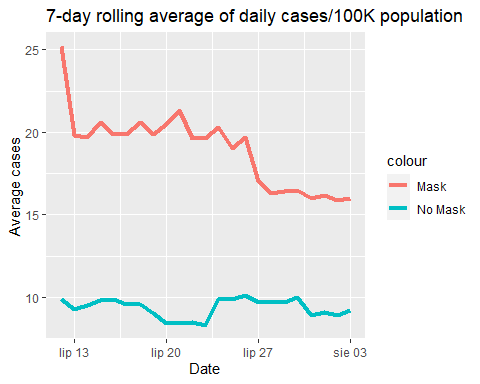 7-day rolling average of daily cases/100K population
25
20
15
10
Average cases
lip 13
lip 20
lip 27
sie 03
Date
colour
Mask
No Mask